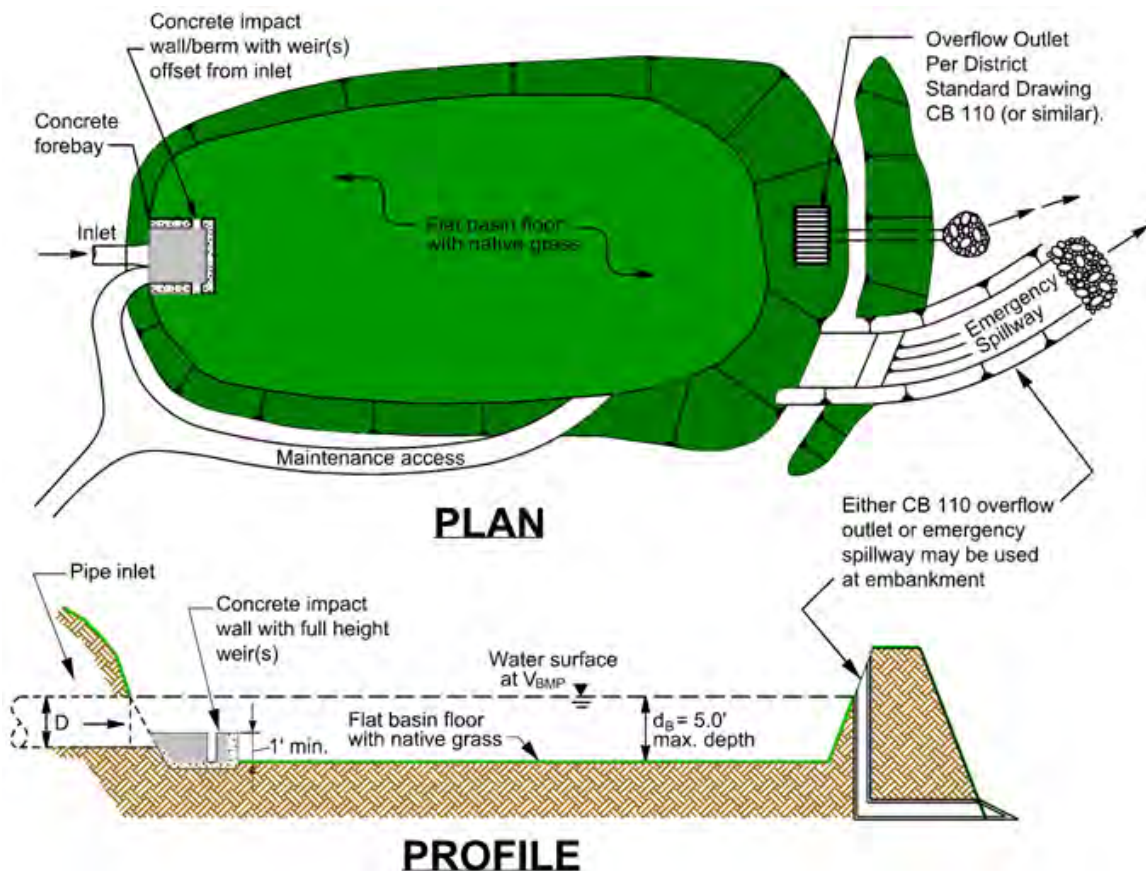 Concrete impact
wall/berm with weir(s)
offset from inlet
Overflow Outlet
Per District
Standard Drawing
CB 110 (or similar).
Concrete
forebay
Inlet
Flat basin floor
with native grass
Emergency
Spillway
Maintenance access
PLAN
Either CB 110 overflow
outlet or emergency
spillway may be used
at embankment
Pipe inlet
Concrete impact
wall with full height
weir(s)
Water surface
at VBMP
D
1' min.
Flat basin floor
with native grass
dB = 5.0'
max. depth
PROFILE